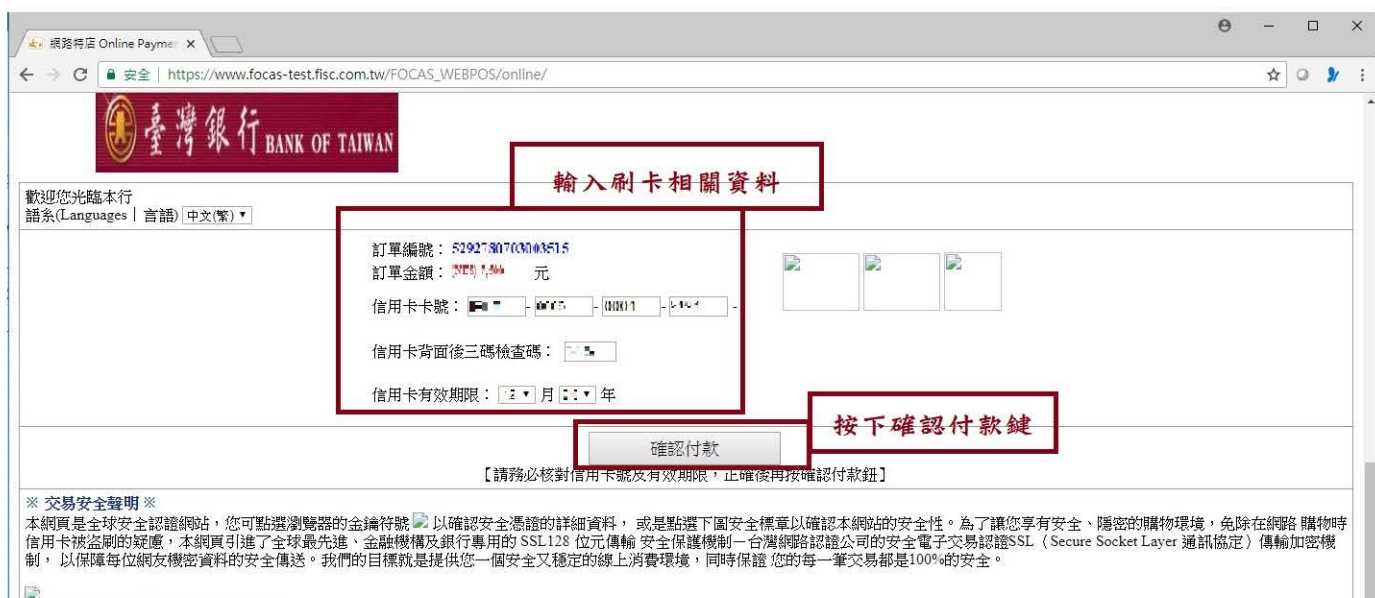 網路特店 Online Paymer
安全 | https://www.focas-test.fisc.com.tw/FOCAS_WEBPOS/online/
臺灣銀行 BANK OF TAIWAN
輸入刷卡相關資料
歡迎您光臨本行
語系(Languages│言語) 中文(繁)
訂單編號：
訂單金額： 元
信用卡卡號： - - - -
信用卡背面後三碼檢查碼：
信用卡有效期限： 月 年
按下確認付款鍵
確認付款
【請務必核對信用卡號及有效期限，正確後再按確認付款鈕】
※ 交易安全聲明 ※
本網頁是全球安全認證網站，您可點選瀏覽器的金鑰符號 以確認安全憑證的詳細資料， 或是點選下圖安全標章以確認本網站的安全性。為了讓您享有安全、隱密的購物環境，免除在網路 購物時
信用卡被盜刷的疑慮，本網頁引進了全球最先進、金融機構及銀行專用的 SSL128 位元傳輸 安全保護機制－台灣網路認證公司的安全電子交易認證SSL（Secure Socket Layer 通訊協定）傳輸加密機
制， 以保障每位網友機密資料的安全傳送。我們的目標就是提供您一個安全又穩定的線上消費環境，同時保證 您的每一筆交易都是100%的安全。